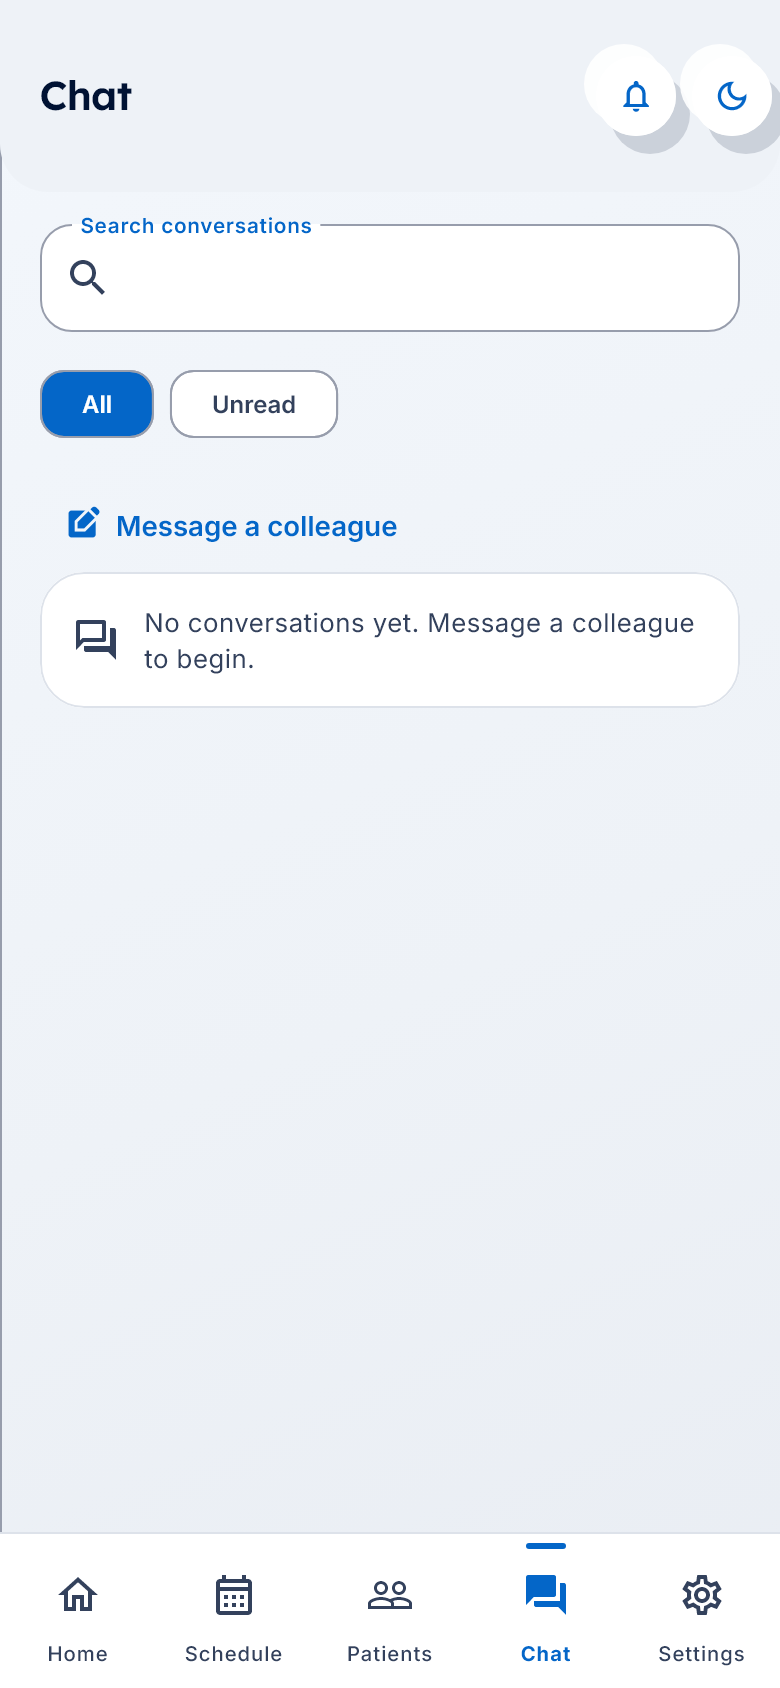 Chat
Search conversations
All
Unread
Message a colleague
No conversations yet. Message a colleague
to begin.
Home
Schedule
Patients
Chat
Settings